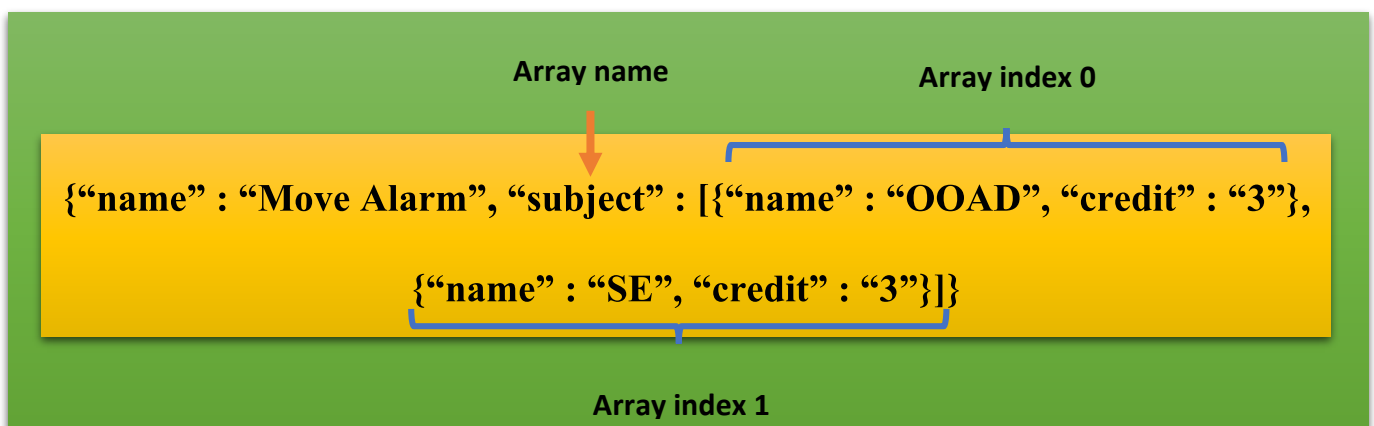 Array name
Array index 0
{“name” : “Move Alarm”, “subject” : [{“name” : “OOAD”, “credit” : “3”},
{“name” : “SE”, “credit” : “3”}]}
Array index 1